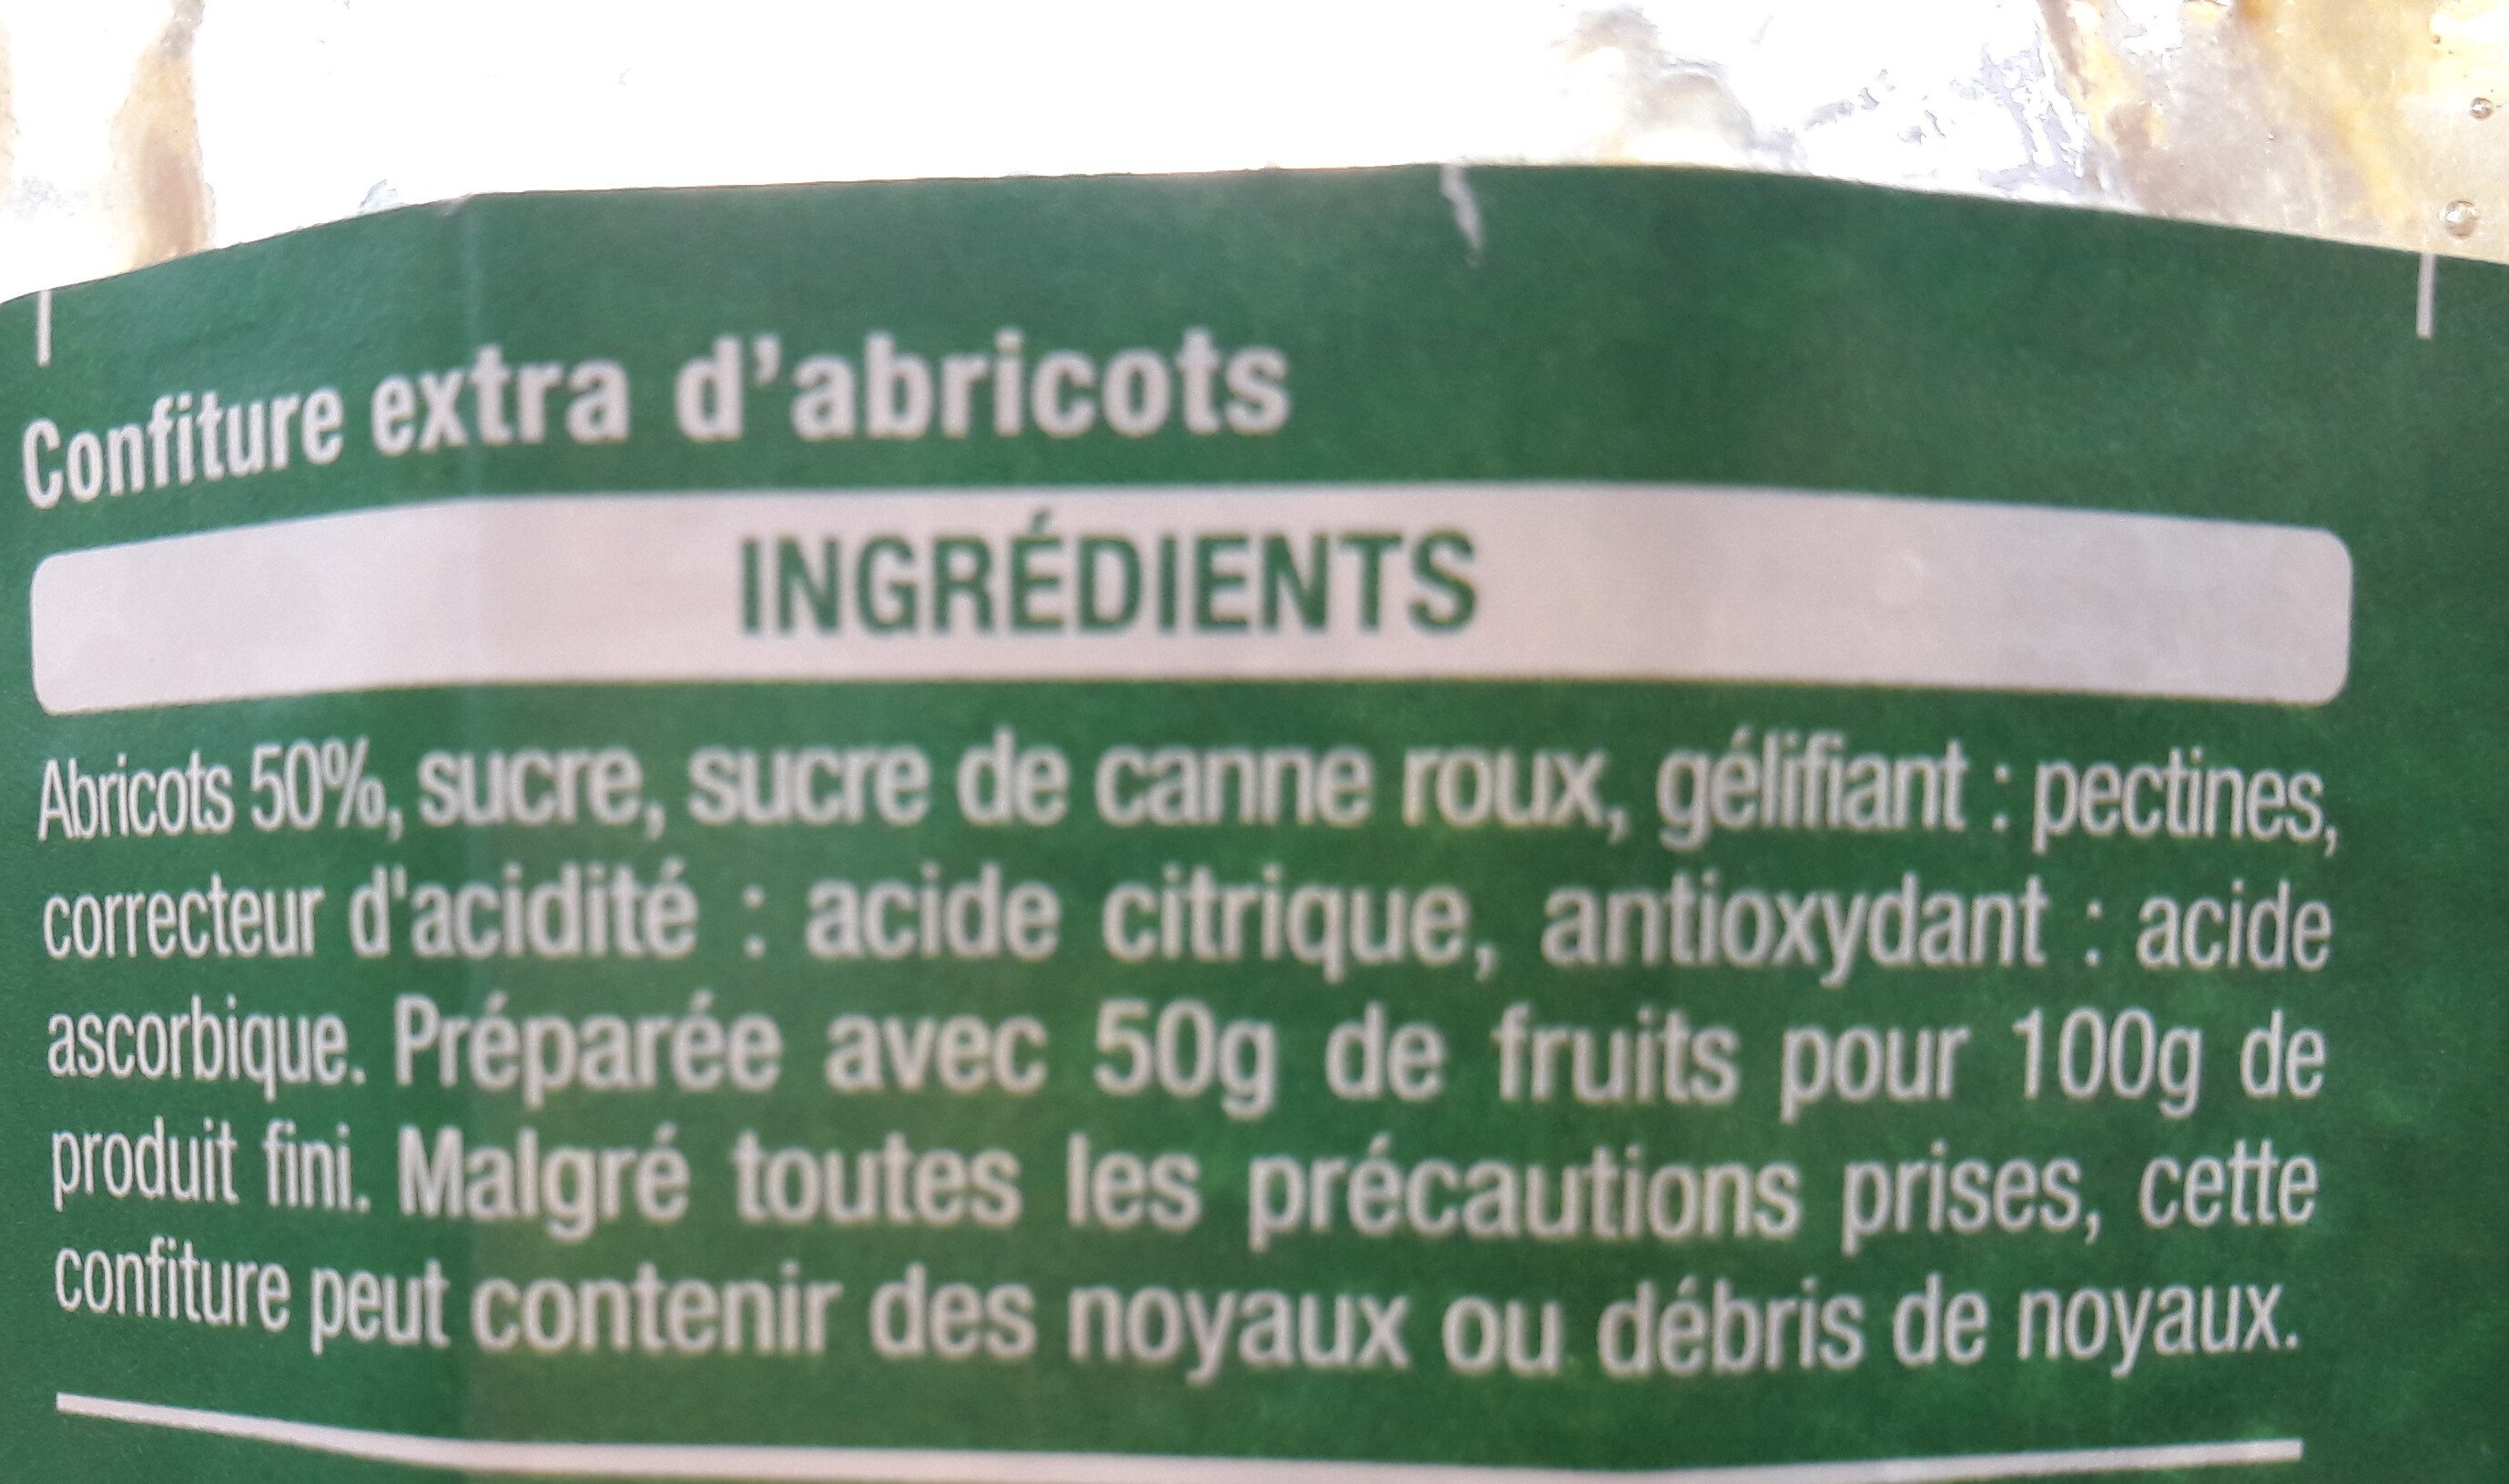 Confiture extra d’abricots
INGRÉDIENTS
Abricots 50%, sucre, sucre de canne roux, gélifiant : pectines,
correcteur d'acidité : acide citrique, antioxydant : acide
ascorbique. Préparée avec 50g de fruits pour 100g de
produit fini. Malgré toutes les précautions prises, cette
confiture peut contenir des noyaux ou débris de noyaux.